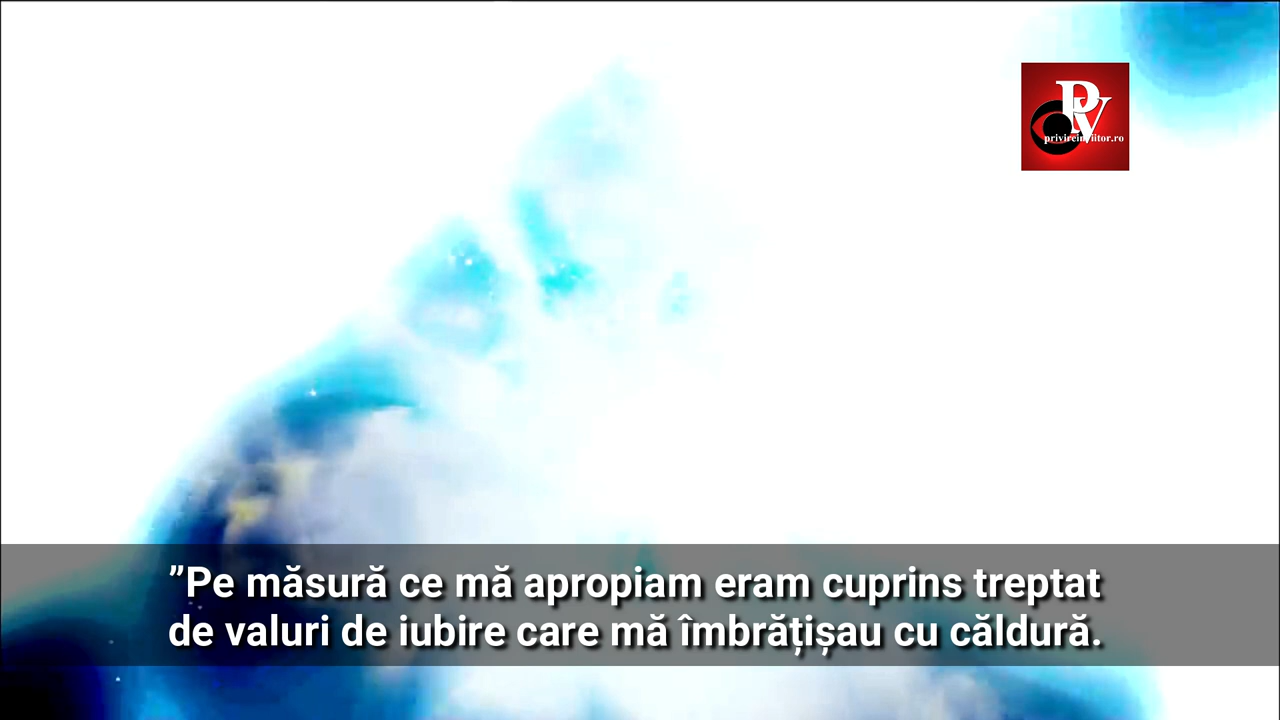 PV
privireinviitor.ro
”Pe măsură ce mă apropiam eram cuprins treptat
de valuri de iubire care mă îmbrățișau cu căldură.